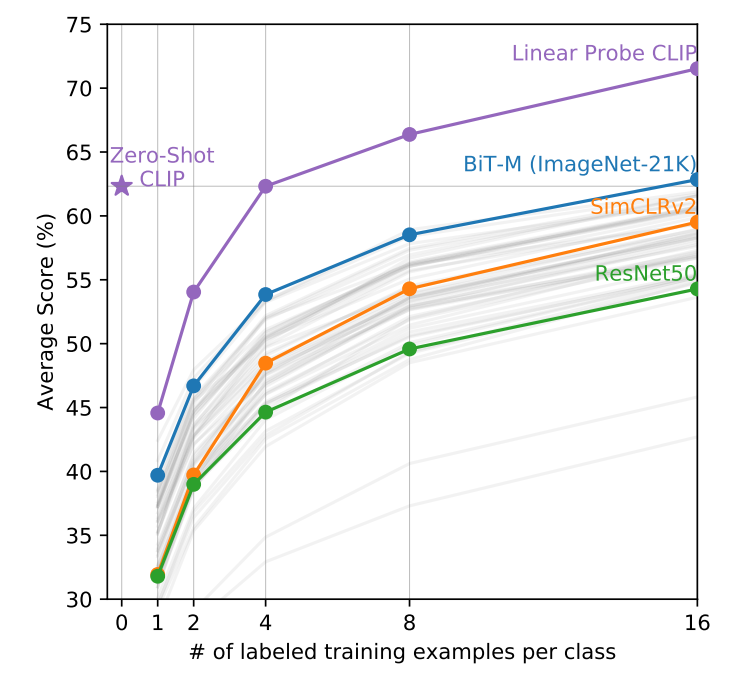 75
70
65
60
55
50
45
40
35
30
Average Score (%)
Linear Probe CLIP
Zero-Shot
CLIP
BiT-M (ImageNet-21K)
SimCLRv2
ResNet50
0 1 2 4 8 16
# of labeled training examples per class